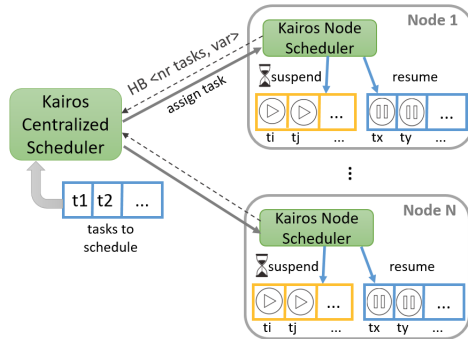 Node 1
Kairos Node
Scheduler
HB <nr tasks, var>
assign task
suspend
resume
...
...
ti tj ... tx ty ...
Kairos
Centralized
Scheduler
t1 t2 ...
tasks to
schedule
...
Node N
Kairos Node
Scheduler
suspend
resume
...
...
ti tj ... tx ty ...